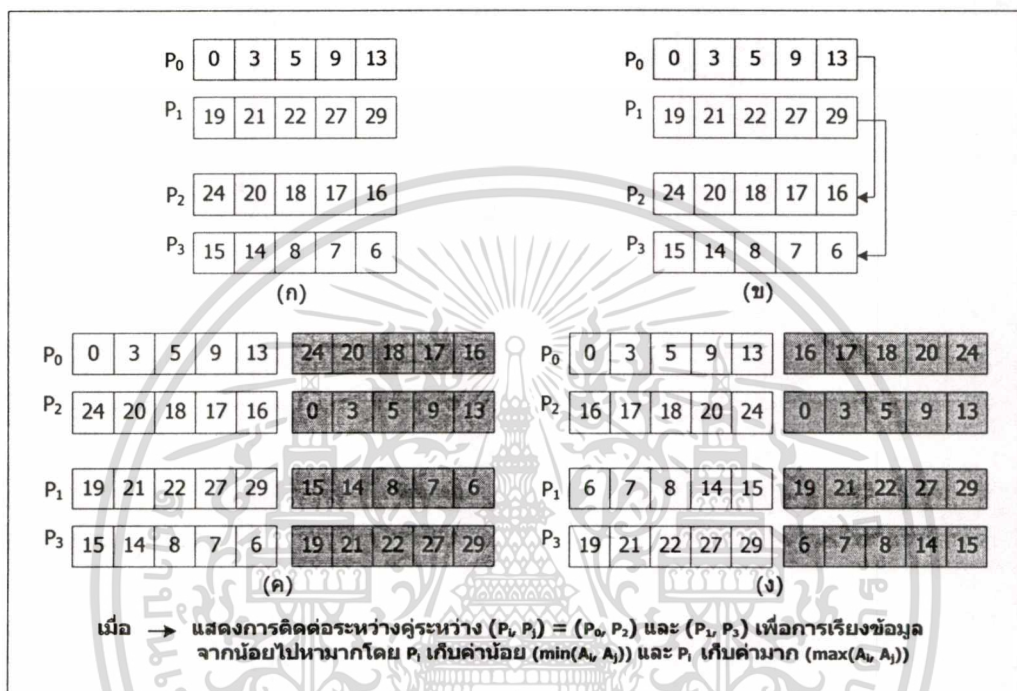 P0 0 3 5 9 13
P1 19 21 22 27 29
P2 24 20 18 17 16
P3 15 14 8 7 6
(ก)
P0 0 3 5 9 13
P1 19 21 22 27 29
P2 24 20 18 17 16
P3 15 14 8 7 6
(ข)
P0 0 3 5 9 13 24 20 18 17 16
P2 24 20 18 17 16 0 3 5 9 13
P1 19 21 22 27 29 15 14 8 7 6
P3 15 14 8 7 6 19 21 22 27 29
(ค)
P0 0 3 5 9 13 16 17 18 20 24
P2 16 17 18 20 24 0 3 5 9 13
P1 6 7 8 14 15 19 21 22 27 29
P3 19 21 22 27 29 6 7 8 14 15
(ง)
เมื่อ → แสดงการติดต่อระหว่างคู่ระหว่าง (Pi, Pj) = (P0, P2) และ (P1, P3) เพื่อการเรียงข้อมูล
จากน้อยไปหามากโดย Pi เก็บค่าน้อย (min(Ai, Aj)) และ Pj เก็บค่ามาก (max(Ai, Aj))